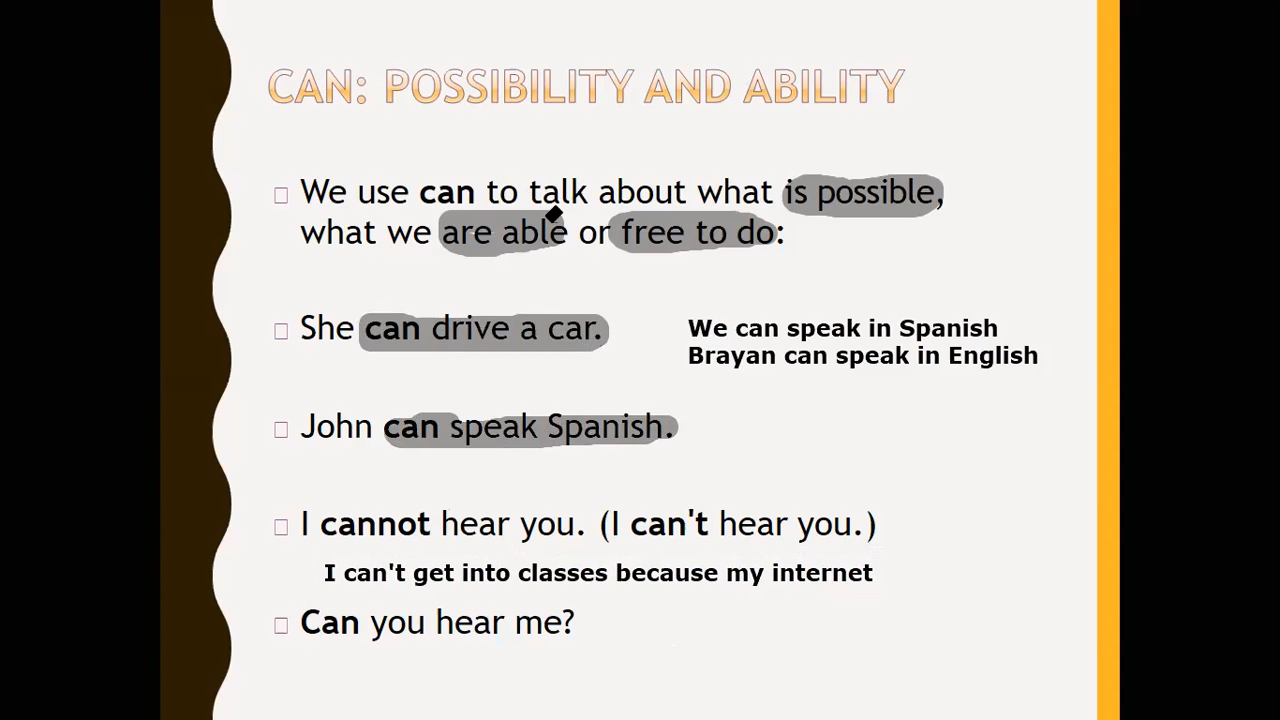 CAN: POSSIBILITY AND ABILITY
We use can to talk about what is possible,
what we are able or free to do:
She can drive a car.
We can speak in Spanish
Brayan can speak in English
John can speak Spanish.
I cannot hear you. (I can't hear you.)
I can't get into classes because my internet
Can you hear me?